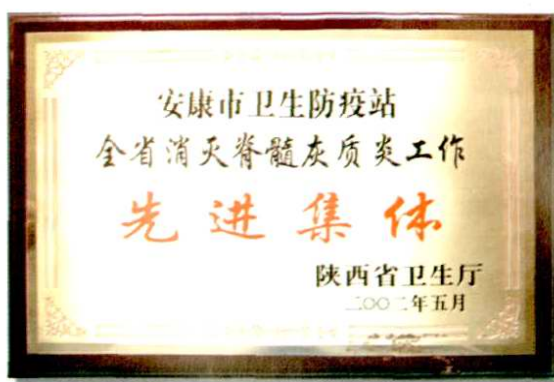 安康市卫生防疫站
全省消灭脊髓灰质炎工作
先进集体
陕西省卫生厅
二〇〇二年五月